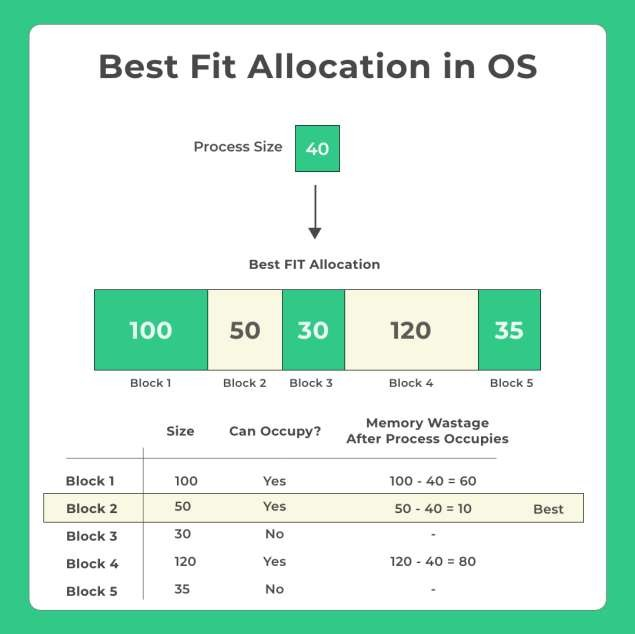 Best Fit Allocation in OS
Process Size 40
Best FIT Allocation
100 50 30 120 35
Block 1 Block 2 Block 3 Block 4 Block 5
Size Can Occupy? Memory Wastage
After Process Occupies
Block 1 100 Yes 100 - 40 = 60
Block 2 50 Yes 50 - 40 = 10 Best
Block 3 30 No -
Block 4 120 Yes 120 - 40 = 80
Block 5 35 No -